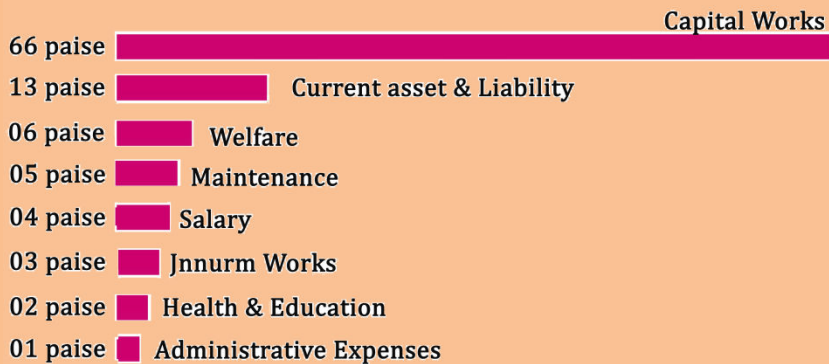 Capital Works
66 paise
13 paise Current asset & Liability
06 paise Welfare
05 paise Maintenance
04 paise Salary
03 paise Jnnurm Works
02 paise Health & Education
01 paise Administrative Expenses